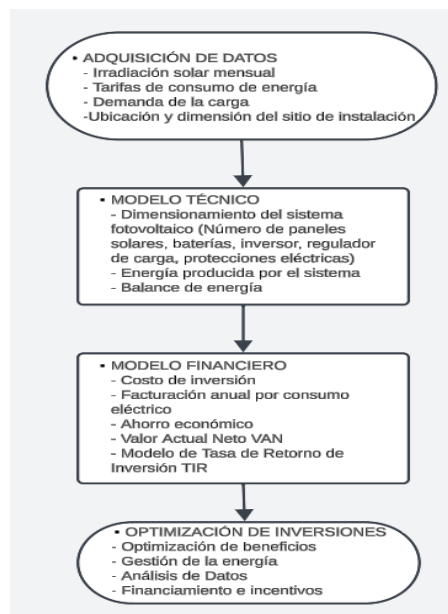 ▪ ADQUISICIÓN DE DATOS
- Irradiación solar mensual
- Tarifas de consumo de energía
- Demanda de la carga
-Ubicación y dimensión del sitio de instalación
▪ MODELO TÉCNICO
- Dimensionamiento del sistema
fotovoltaico (Número de paneles
solares, baterías, inversor, regulador
de carga, protecciones eléctricas)
- Energía producida por el sistema
- Balance de energía
▪ MODELO FINANCIERO
- Costo de inversión
- Facturación anual por consumo
eléctrico
- Ahorro económico
- Valor Actual Neto VAN
- Modelo de Tasa de Retorno de
Inversión TIR
▪ OPTIMIZACIÓN DE INVERSIONES
- Optimización de beneficios
- Gestión de la energía
- Análisis de Datos
- Financiamiento e incentivos